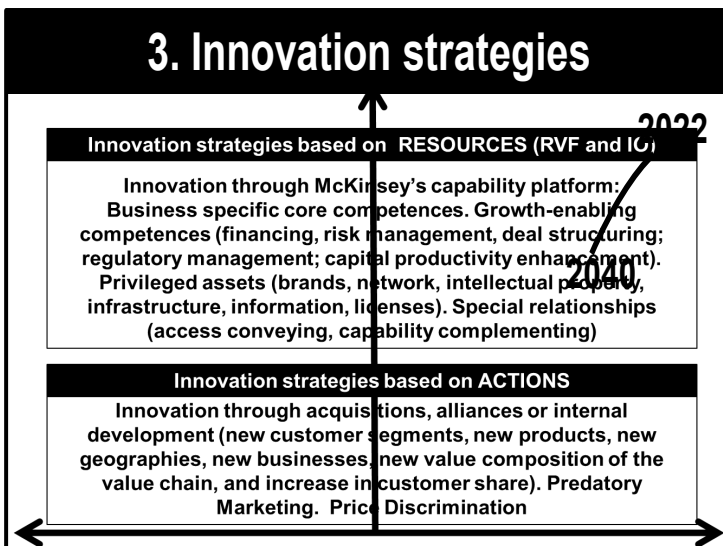 3. Innovation strategies
2022
Innovation strategies based on RESOURCES (RVF and IO)
Innovation through McKinsey's capability platform:
Business specific core competences. Growth-enabling
competences (financing, risk management, deal structuring;
regulatory management; capital productivity enhancement).
2040
Privileged assets (brands, network, intellectual property,
infrastructure, information, licenses). Special relationships
(access conveying, capability complementing)
Innovation strategies based on ACTIONS
Innovation through acquisitions, alliances or internal
development (new customer segments, new products, new
geographies, new businesses, new value composition of the
value chain, and increase in customer share). Predatory
Marketing. Price Discrimination